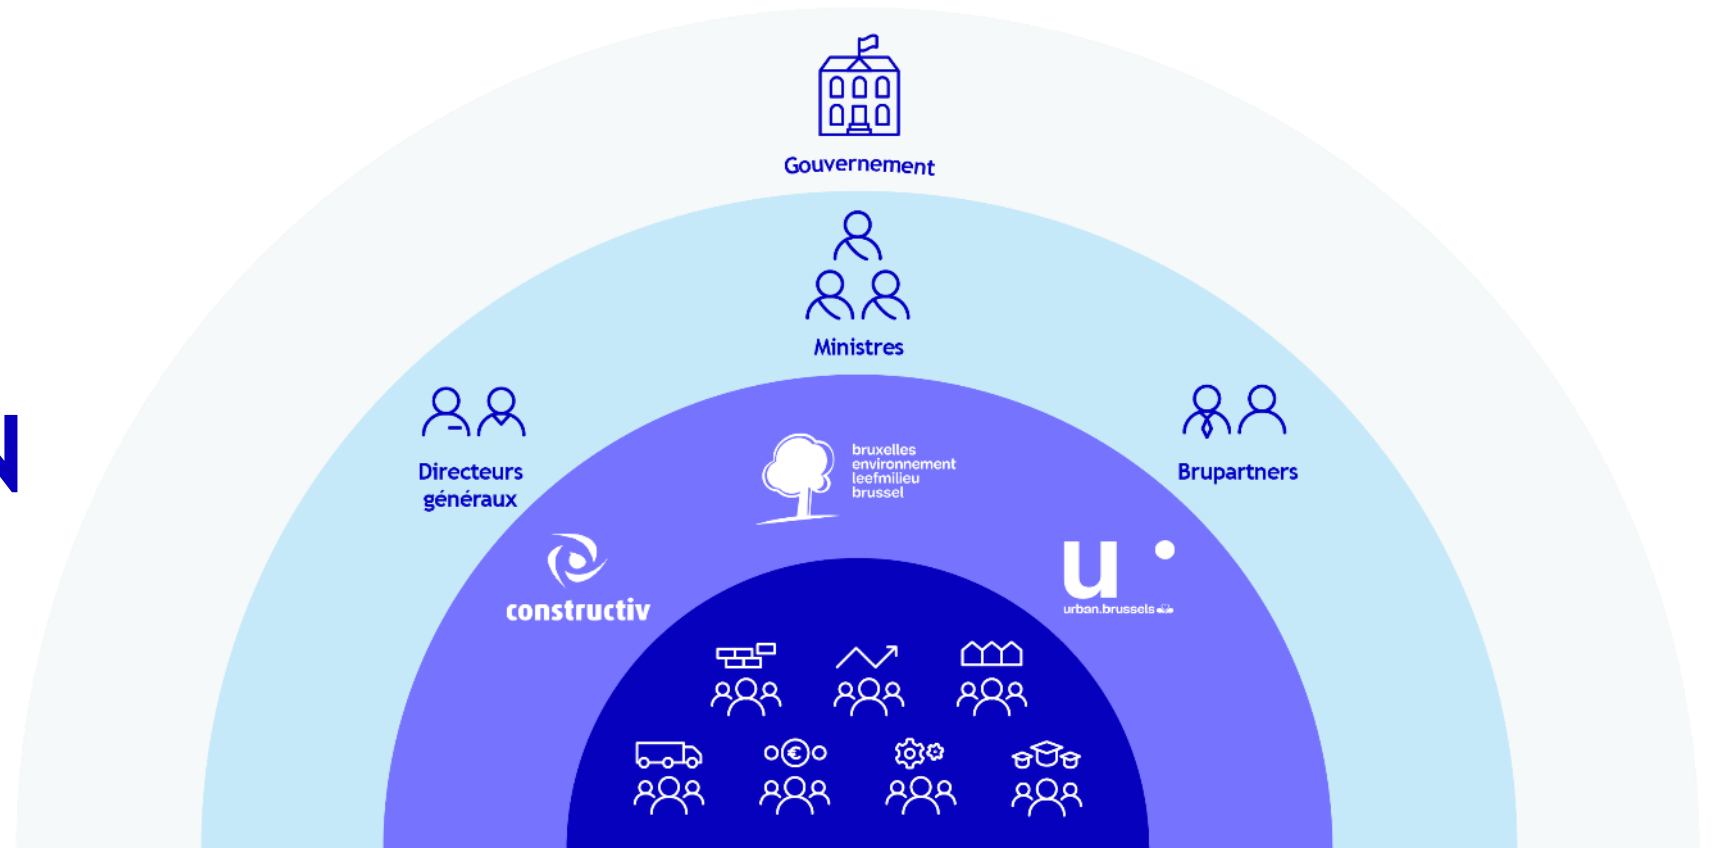 Gouvernement
Ministres
Directeurs
généraux
Brupartners
N
bruxelles
environnement
leefmilieu
brussel
constructiv
u
urban.brussels
€